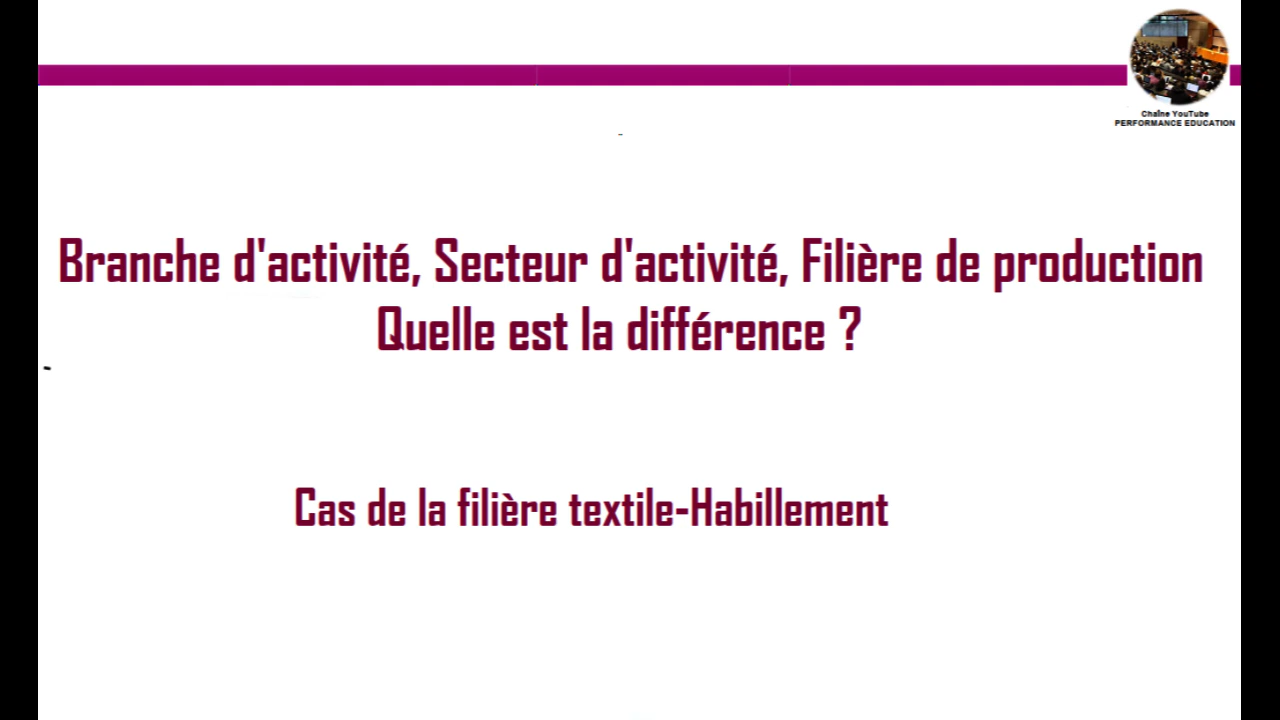 Chaîne YouTube
PERFORMANCE EDUCATION
Branche d'activité, Secteur d'activité, Filière de production
Quelle est la différence ?
Cas de la filière textile-Habillement